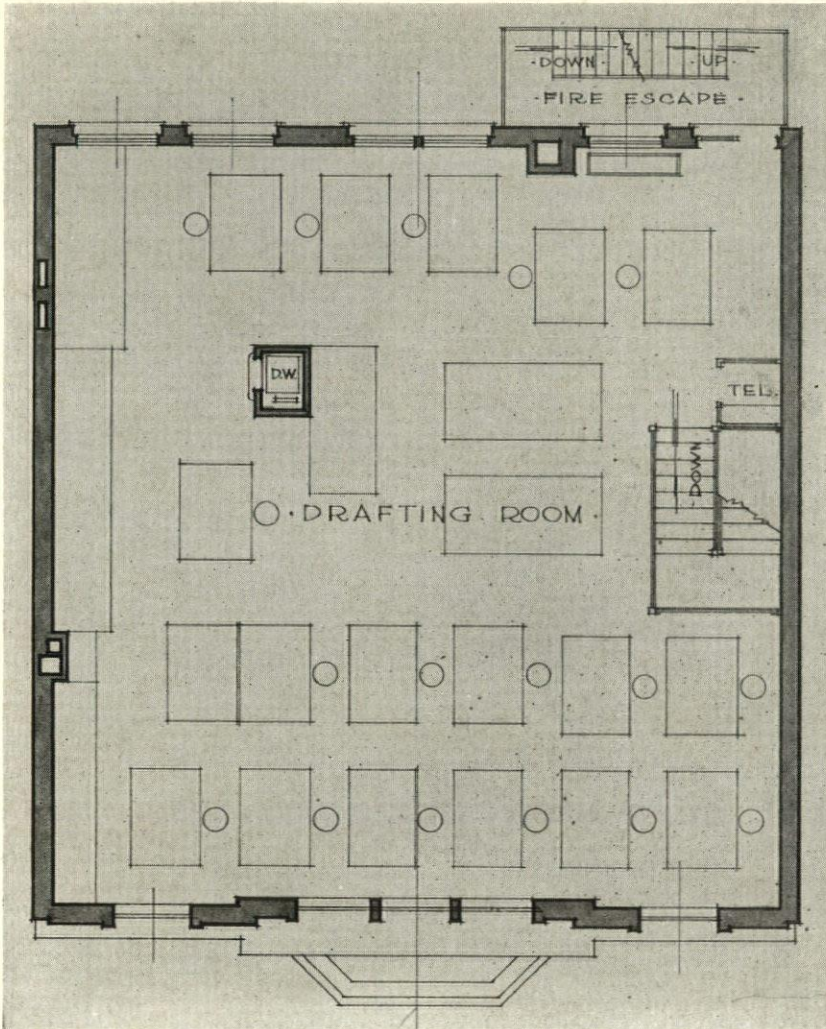 ·DOWN· ·UP·
·FIRE ESCAPE·
D.W.
TEL.
DOWN
·DRAFTING ROOM·